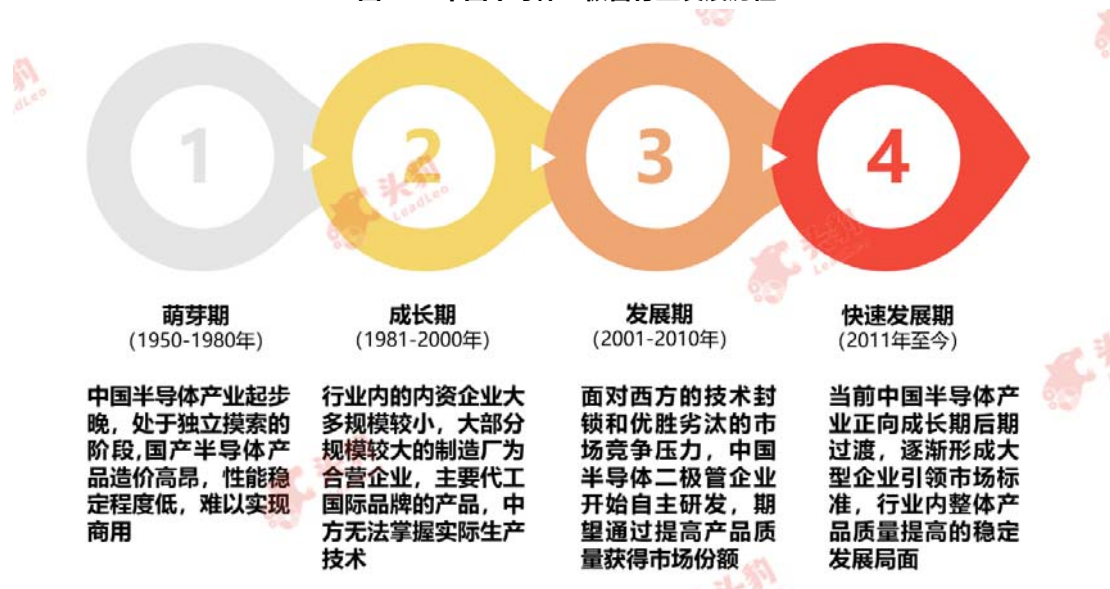 1
2
3
4
萌芽期
(1950-1980年)
中国半导体产业起步
晚，处于独立摸索的
阶段,国产半导体产
品造价高昂，性能稳
定程度低，难以实现
商用
成长期
(1981-2000年)
行业内的内资企业大
多规模较小，大部分
规模较大的制造厂为
合营企业，主要代工
国际品牌的产品，中
方无法掌握实际生产
技术
发展期
(2001-2010年)
面对西方的技术封
锁和优胜劣汰的市
场竞争压力，中国
半导体二极管企业
开始自主研发，期
望通过提高产品质
量获得市场份额
快速发展期
(2011年至今)
当前中国半导体产
业正向成长期后期
过渡，逐渐形成大
型企业引领市场标
准，行业内整体产
品质量提高的稳定
发展局面
头豹
LeadLeo